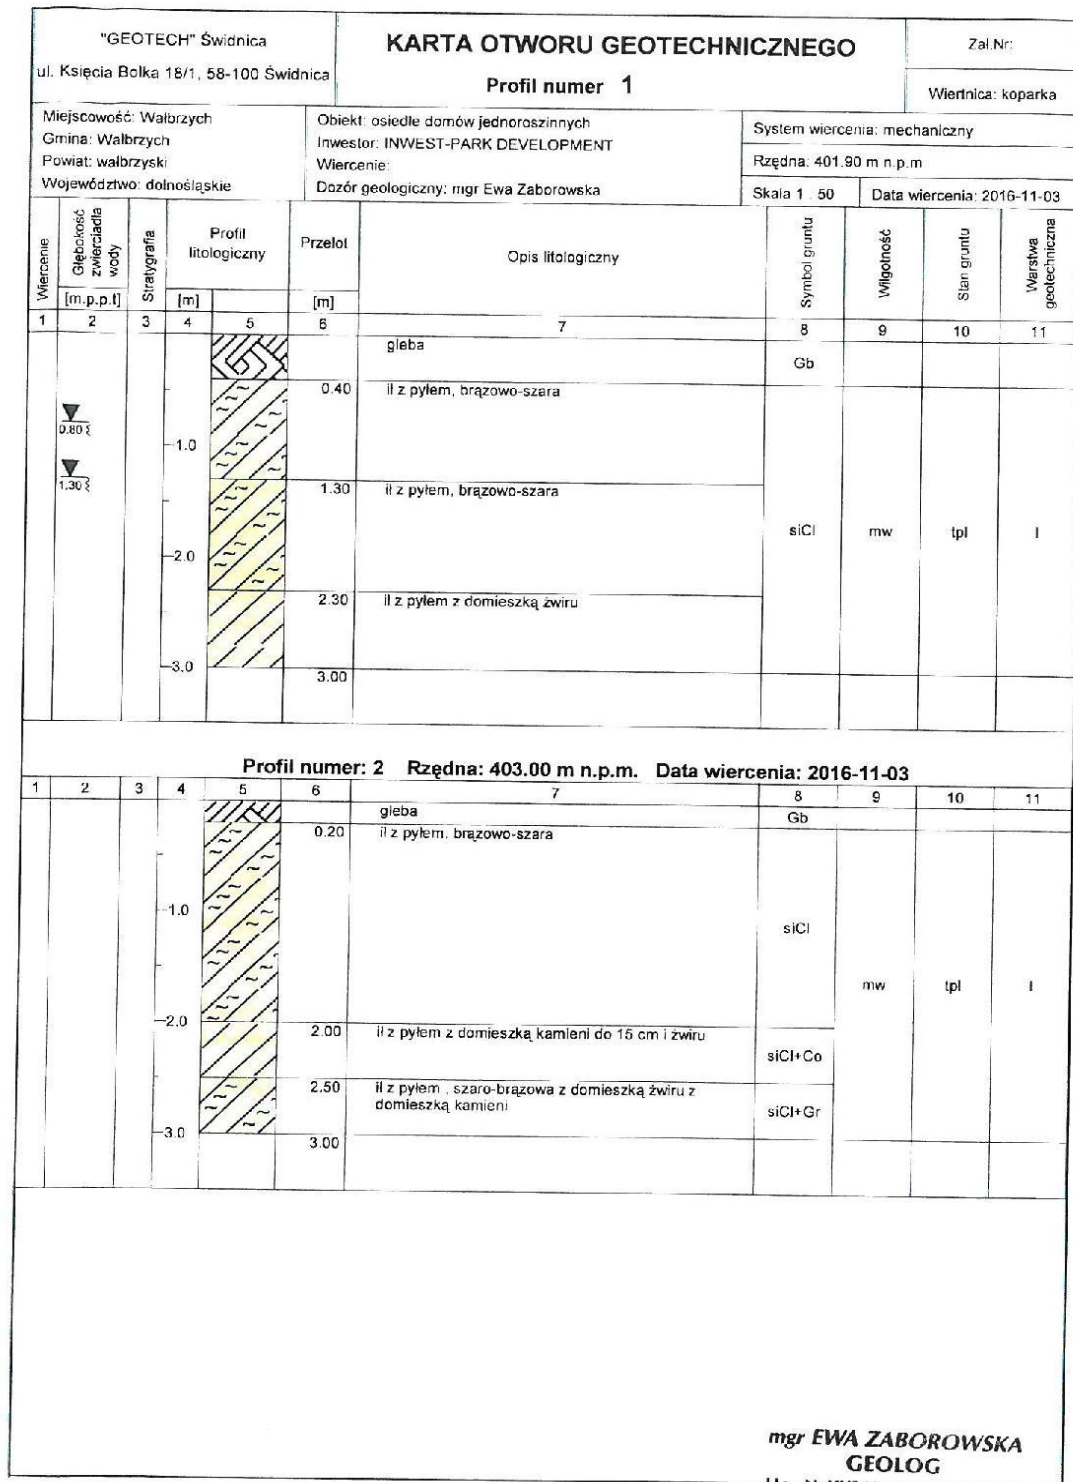 "GEOTECH" Świdnica
ul. Księcia Bolka 18/1, 58-100 Świdnica
KARTA OTWORU GEOTECHNICZNEGO
Profil numer 1
Zał.Nr:
Wiertnica: koparka
Miejscowość: Wałbrzych
Gmina: Wałbrzych
Powiat: wałbrzyski
Województwo: dolnośląskie
Obiekt: osiedle domów jednoroszinnych
Inwestor: INWEST-PARK DEVELOPMENT
Wiercenie:
Dozór geologiczny: mgr Ewa Zaborowska
System wiercenia: mechaniczny
Rzędna: 401.90 m n.p.m
Skala 1 : 50
Data wiercenia: 2016-11-03
Wiercenie
Głębokość zwierciadła wody
[m.p.p.t]
Stratygrafia
Profil litologiczny
[m]
Przelot
[m]
Opis litologiczny
Symbol gruntu
Wilgotność
Stan gruntu
Warstwa geotechniczna
1 2 3 4 5 6 7 8 9 10 11
gleba
Gb
0.40 ił z pyłem, brązowo-szara
0.80
1.0
1.30
1.30 ił z pyłem, brązowo-szara
siCl mw tpl I
2.0
2.30 ił z pyłem z domieszką żwiru
3.0
3.00
Profil numer: 2 Rzędna: 403.00 m n.p.m. Data wiercenia: 2016-11-03
1 2 3 4 5 6 7 8 9 10 11
gleba Gb
0.20 ił z pyłem, brązowo-szara
1.0
siCl
mw tpl I
2.0
2.00 ił z pyłem z domieszką kamieni do 15 cm i żwiru
siCl+Co
2.50 ił z pyłem , szaro-brązowa z domieszką żwiru z
domieszką kamieni
siCl+Gr
3.0
3.00
mgr EWA ZABOROWSKA
GEOLOG